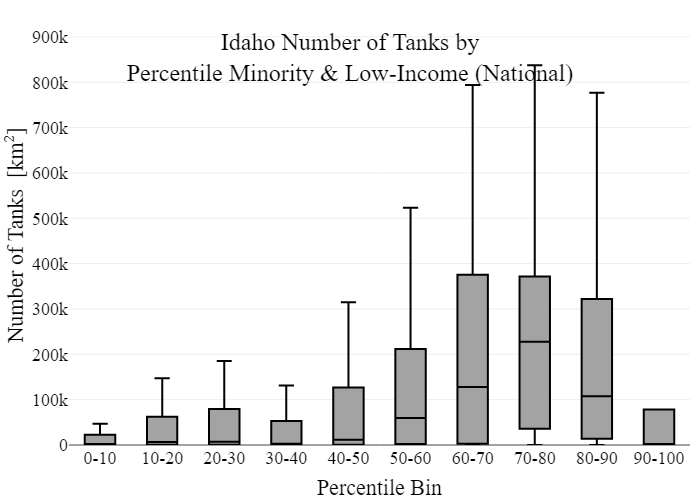 Idaho Number of Tanks by
Percentile Minority & Low-Income (National)
Number of Tanks [km²]
900k
800k
700k
600k
500k
400k
300k
200k
100k
0
0-10 10-20 20-30 30-40 40-50 50-60 60-70 70-80 80-90 90-100
Percentile Bin